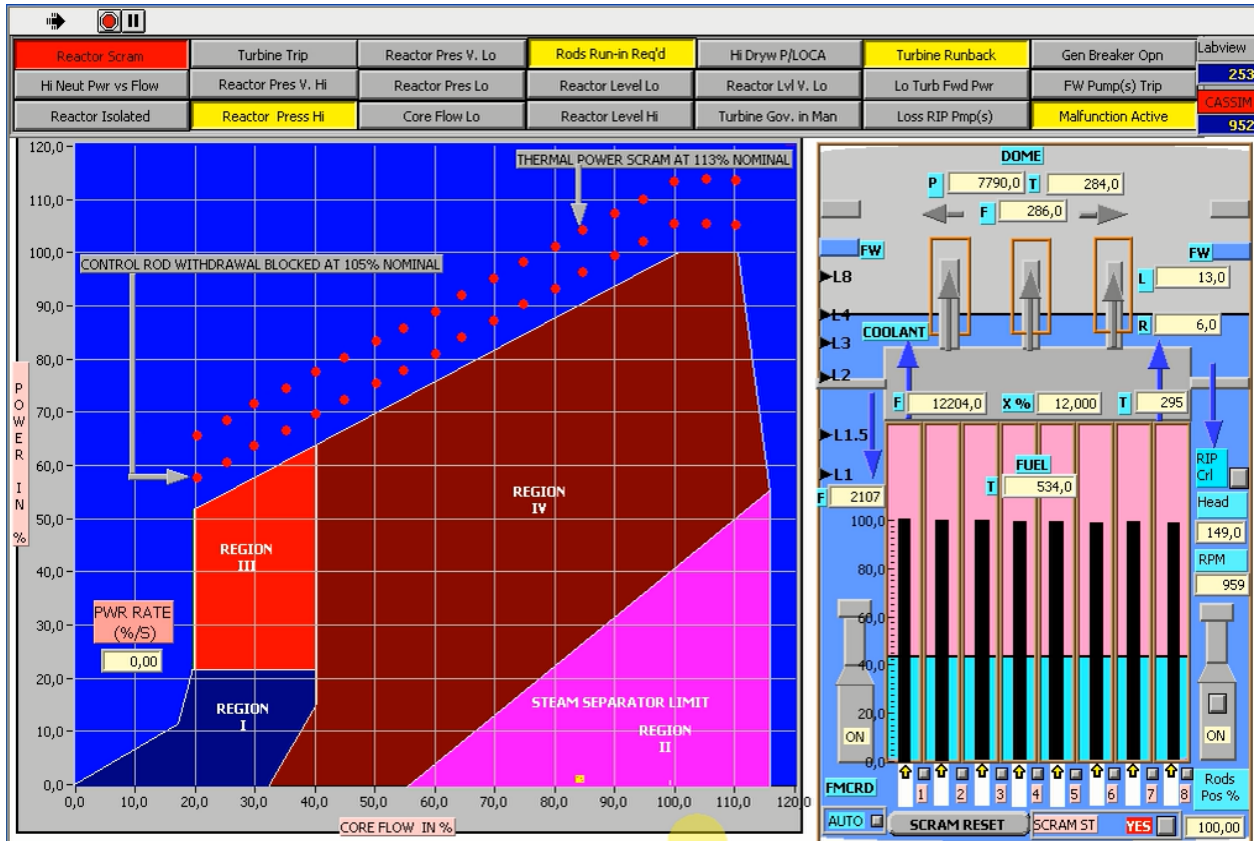 Reactor Scram Turbine Trip Reactor Pres V. Lo Rods Run-in Req'd Hi Dryw P/LOCA Turbine Runback Gen Breaker Opn Labview
Hi Neut Pwr vs Flow Reactor Pres V. Hi Reactor Pres Lo Reactor Level Lo Reactor Lvl V. Lo Lo Turb Fwd Pwr FW Pump(s) Trip 253
CASSIM
Reactor Isolated Reactor Press Hi Core Flow Lo Reactor Level Hi Turbine Gov. in Man Loss RIP Pmp(s) Malfunction Active 952
120,0
110,0
100,0
90,0
80,0
70,0
60,0
50,0
40,0
30,0
20,0
10,0
0,0
POWER IN %
THERMAL POWER SCRAM AT 113% NOMINAL
CONTROL ROD WITHDRAWAL BLOCKED AT 105% NOMINAL
REGION
IV
REGION
III
PWR RATE
(%/S)
0,00
REGION
I
STEAM SEPARATOR LIMIT
REGION
II
0,0 10,0 20,0 30,0 40,0 50,0 60,0 70,0 80,0 90,0 100,0 110,0 120,0
CORE FLOW IN %
DOME
P 7790,0 T 284,0
F 286,0
FW FW
L8 L 13,0
L4 R 6,0
COOLANT
L3
L2
F 12204,0 X % 12,000 T 295
L1.5
L1
FUEL
T 534,0
F 2107
RIP
Crl
Head
149,0
RPM
959
100,0
80,0
60,0
40,0
20,0
0,0
ON ON
FMCRD 1 2 3 4 5 6 7 8 Rods
Pos %
AUTO SCRAM RESET SCRAM ST YES 100,00